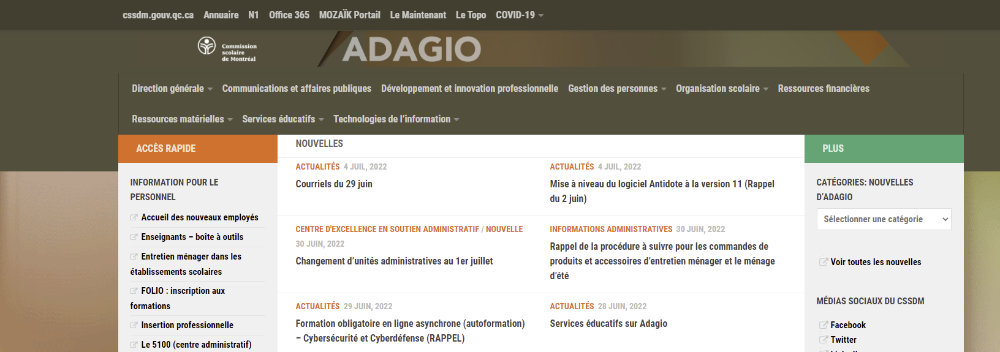 cssdm.gouv.qc.ca Annuaire N1 Office 365 MOZAÏK Portail Le Maintenant Le Topo COVID-19
Commission
scolaire
de Montréal
ADAGIO
Direction générale Communications et affaires publiques Développement et innovation professionnelle Gestion des personnes Organisation scolaire Ressources financières
Ressources matérielles Services éducatifs Technologies de l'information
ACCÈS RAPIDE
INFORMATION POUR LE
PERSONNEL
Accueil des nouveaux employés
Enseignants – boîte à outils
Entretien ménager dans les
établissements scolaires
FOLIO : inscription aux
formations
Insertion professionnelle
Le 5100 (centre administratif)
NOUVELLES
ACTUALITÉS 4 JUIL, 2022
Courriels du 29 juin
ACTUALITÉS 4 JUIL, 2022
Mise à niveau du logiciel Antidote à la version 11 (Rappel
du 2 juin)
CENTRE D'EXCELLENCE EN SOUTIEN ADMINISTRATIF / NOUVELLE
30 JUIN, 2022
Changement d'unités administratives au 1er juillet
INFORMATIONS ADMINISTRATIVES 30 JUIN, 2022
Rappel de la procédure à suivre pour les commandes de
produits et accessoires d'entretien ménager et le ménage
d'été
ACTUALITÉS 29 JUIN, 2022
Formation obligatoire en ligne asynchrone (autoformation)
– Cybersécurité et Cyberdéfense (RAPPEL)
ACTUALITÉS 28 JUIN, 2022
Services éducatifs sur Adagio
PLUS
CATÉGORIES: NOUVELLES
D'ADAGIO
Sélectionner une catégorie
Voir toutes les nouvelles
MÉDIAS SOCIAUX DU CSSDM
Facebook
Twitter